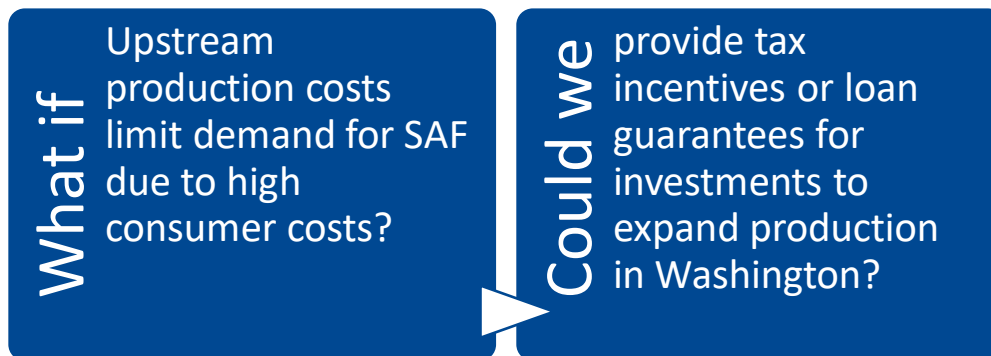 What if
Upstream
production costs
limit demand for SAF
due to high
consumer costs?
Could we
provide tax
incentives or loan
guarantees for
investments to
expand production
in Washington?